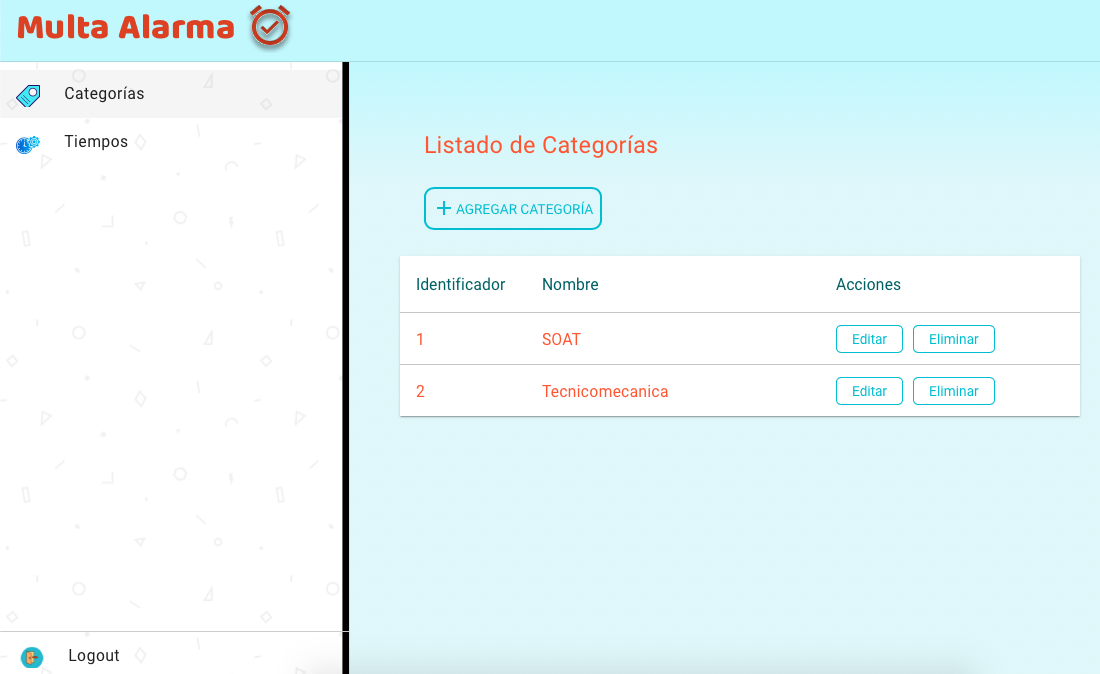 Multa Alarma
Categorías
Tiempos
Listado de Categorías
+ AGREGAR CATEGORÍA
Identificador Nombre Acciones
1 SOAT Editar Eliminar
2 Tecnicomecanica Editar Eliminar
Logout